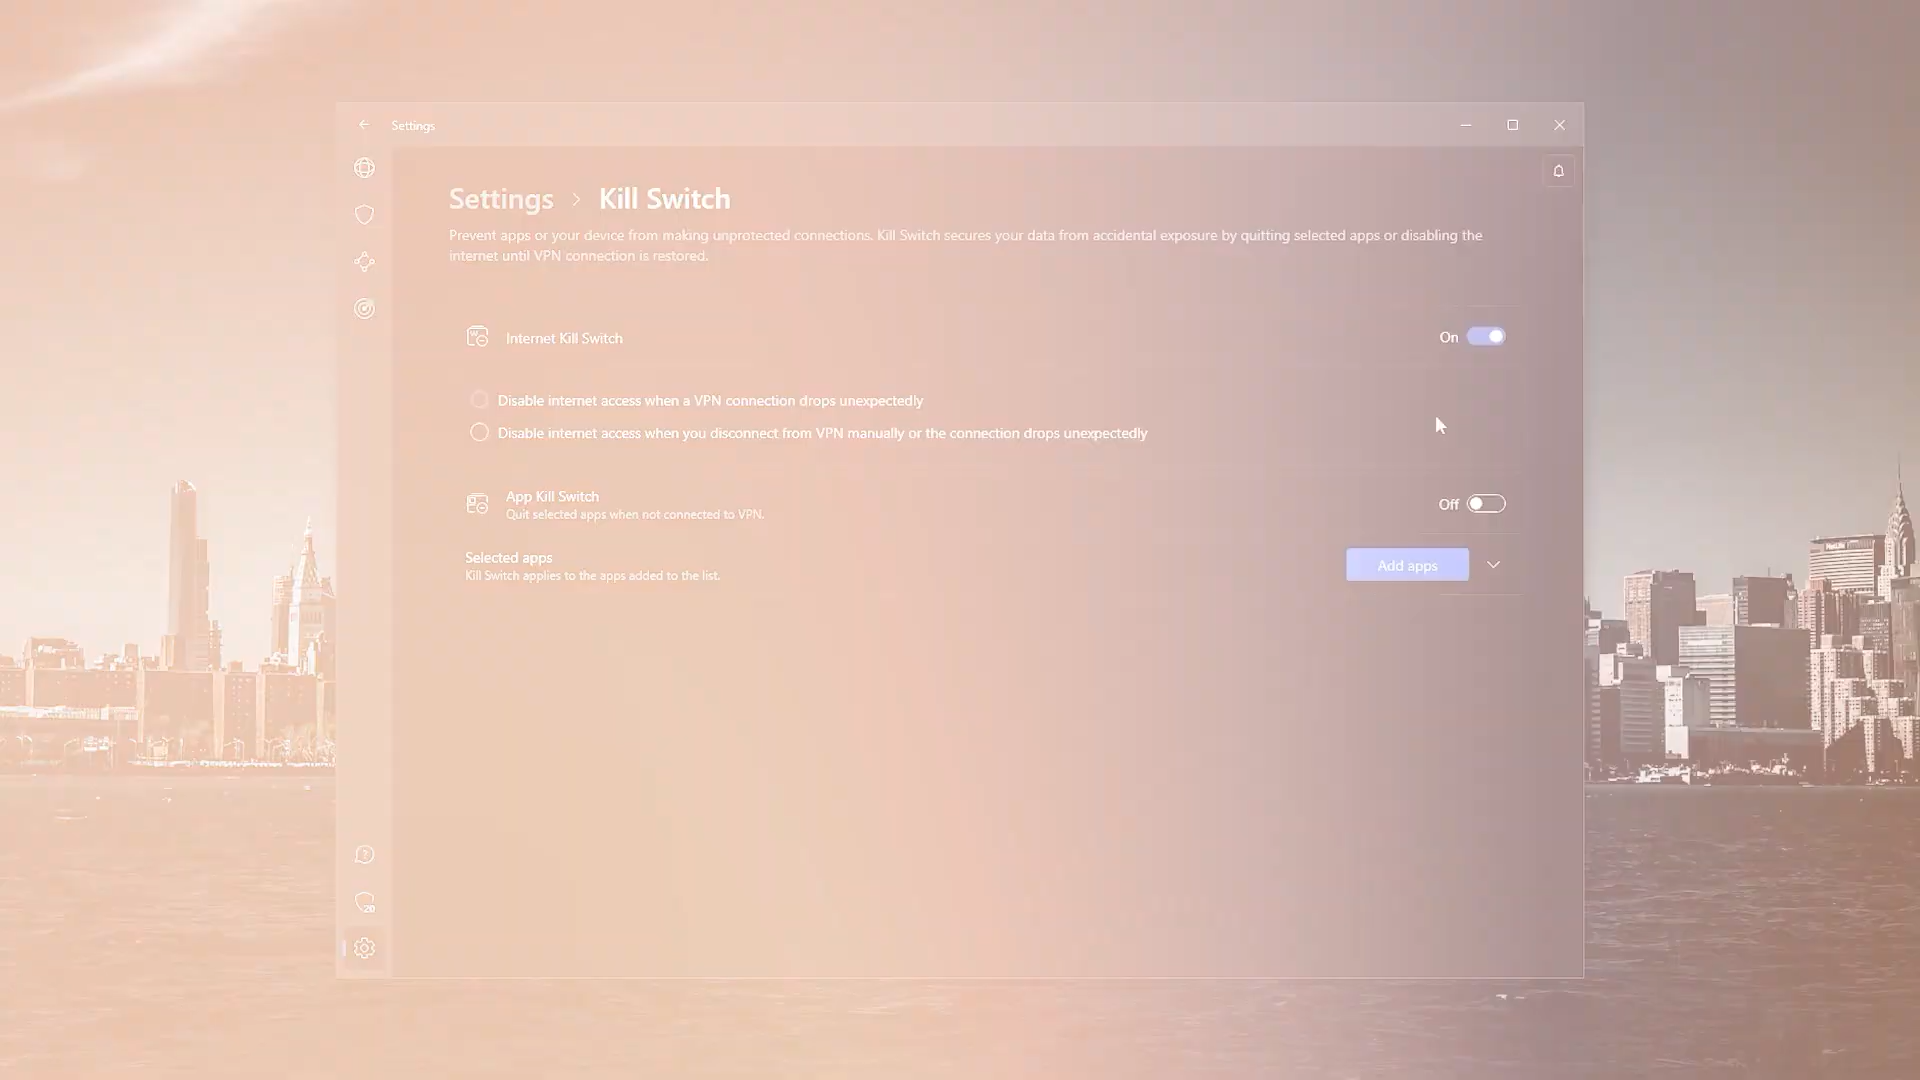 Settings
Settings > Kill Switch
Prevent apps or your device from making unprotected connections. Kill Switch secures your data from accidental exposure by quitting selected apps or disabling the
internet until VPN connection is restored.
Internet Kill Switch
On
Disable internet access when a VPN connection drops unexpectedly
Disable internet access when you disconnect from VPN manually or the connection drops unexpectedly
App Kill Switch
Quit selected apps when not connected to VPN.
Off
Selected apps
Kill Switch applies to the apps added to the list.
Add apps
MetLife